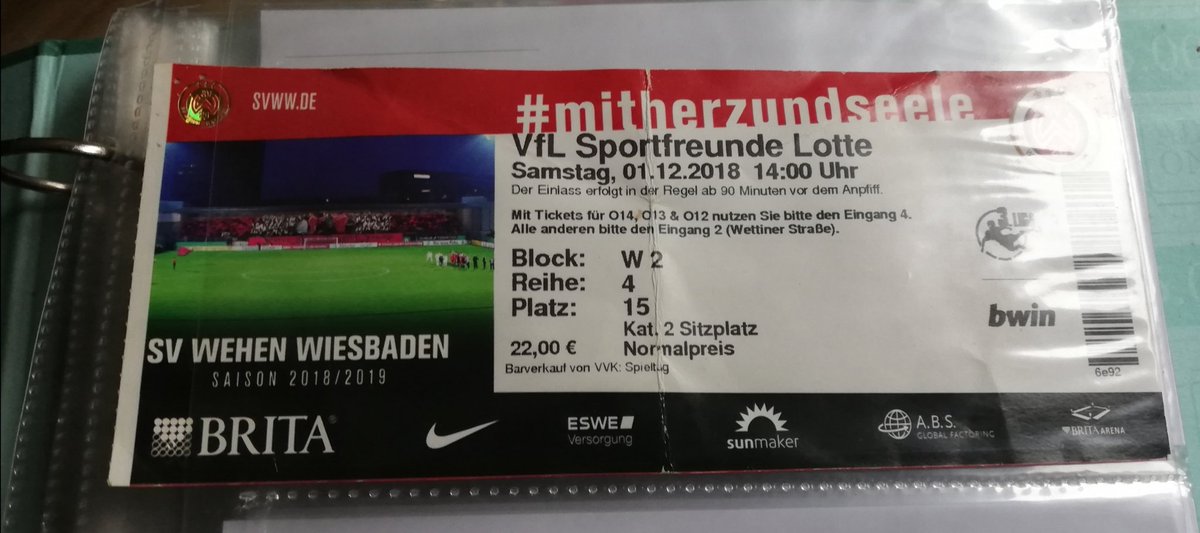 SVWW.DE
#mitherzundseele
VfL Sportfreunde Lotte
Samstag, 01.12.2018 14:00 Uhr
Der Einlass erfolgt in der Regel ab 90 Minuten vor dem Anpfiff.
Mit Tickets für O14, O13 & O12 nutzen Sie bitte den Eingang 4.
Alle anderen bitte den Eingang 2 (Wettiner Straße).
Block: W 2
Reihe: 4
Platz: 15
Kat. 2 Sitzplatz
22,00 € Normalpreis
Barverkauf von VVK: Spieltag
bwin
6e92
SV WEHEN WIESBADEN
SAISON 2018/2019
BRITA
ESWE
Versorgung
sunmaker
A.B.S.
GLOBAL FACTORING
BRITA ARENA